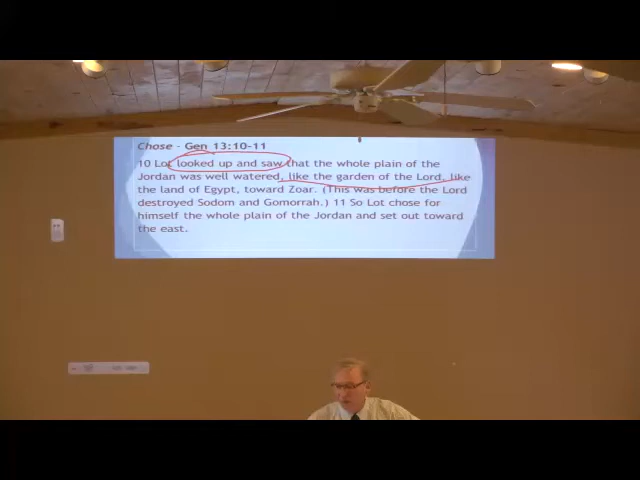 Chose - Gen 13:10-11
10 Lot looked up and saw that the whole plain of the
Jordan was well watered, like the garden of the Lord, like
the land of Egypt, toward Zoar. (This was before the Lord
destroyed Sodom and Gomorrah.) 11 So Lot chose for
himself the whole plain of the Jordan and set out toward
the east.